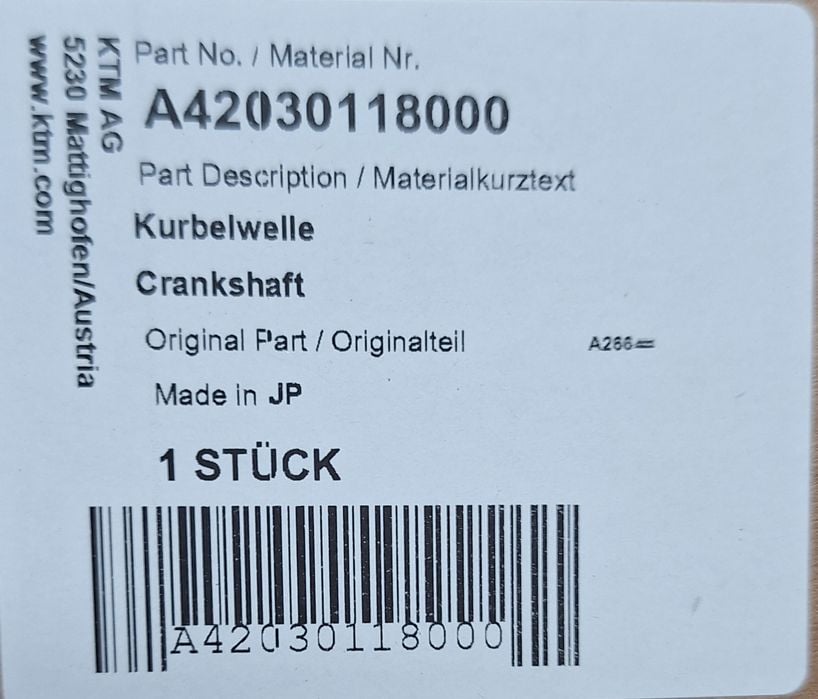 KTM AG
5230 Mattighofen/Austria
www.ktm.com
Part No. / Material Nr.
A42030118000
Part Description / Materialkurztext
Kurbelwelle
Crankshaft
Original Part / Originalteil
Made in JP
1 STÜCK
A42030118000